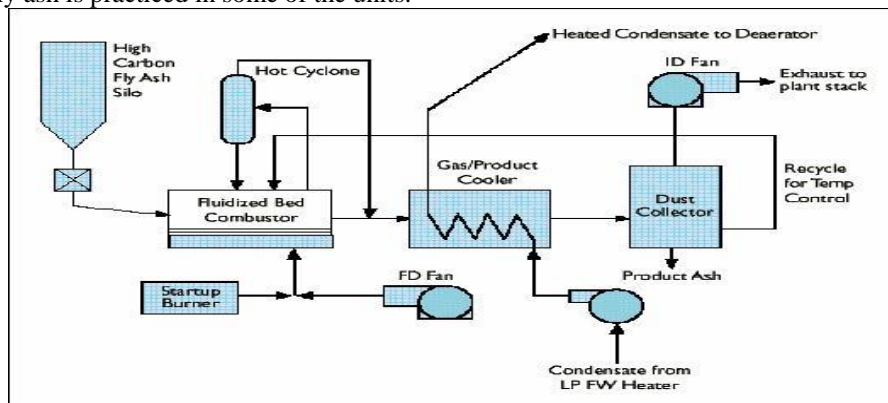 ly ash is practiced in some of the units.
High
Carbon
Fly Ash
Silo
Hot Cyclone
Heated Condensate to Deaerator
ID Fan
Exhaust to
plant stack
Gas/Product
Cooler
Recycle
for Temp
Control
Fluidized Bed
Combustor
Dust
Collector
Startup
Burner
FD Fan
Product Ash
Condensate from
LP FW Heater